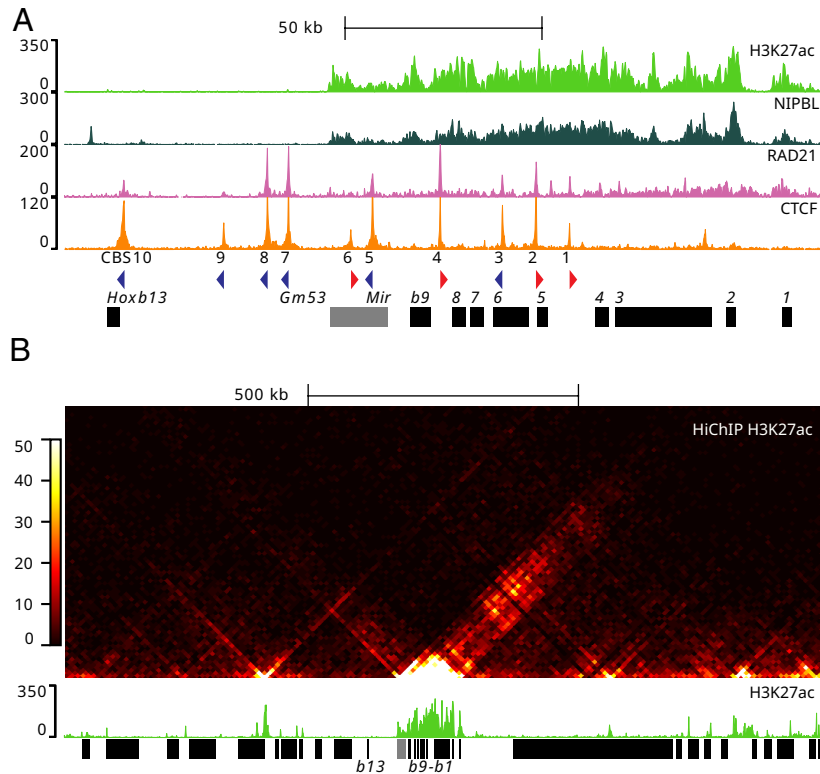 A
50 kb
350
0
H3K27ac
300
0
NIPBL
200
0
RAD21
120
0
CTCF
CBS10 9 8 7 6 5 4 3 2 1
Hoxb13 Gm53 Mir b9 8 7 6 5 4 3 2 1
B
500 kb
HiChIP H3K27ac
50
40
30
20
10
0
350
0
H3K27ac
b13 b9-b1